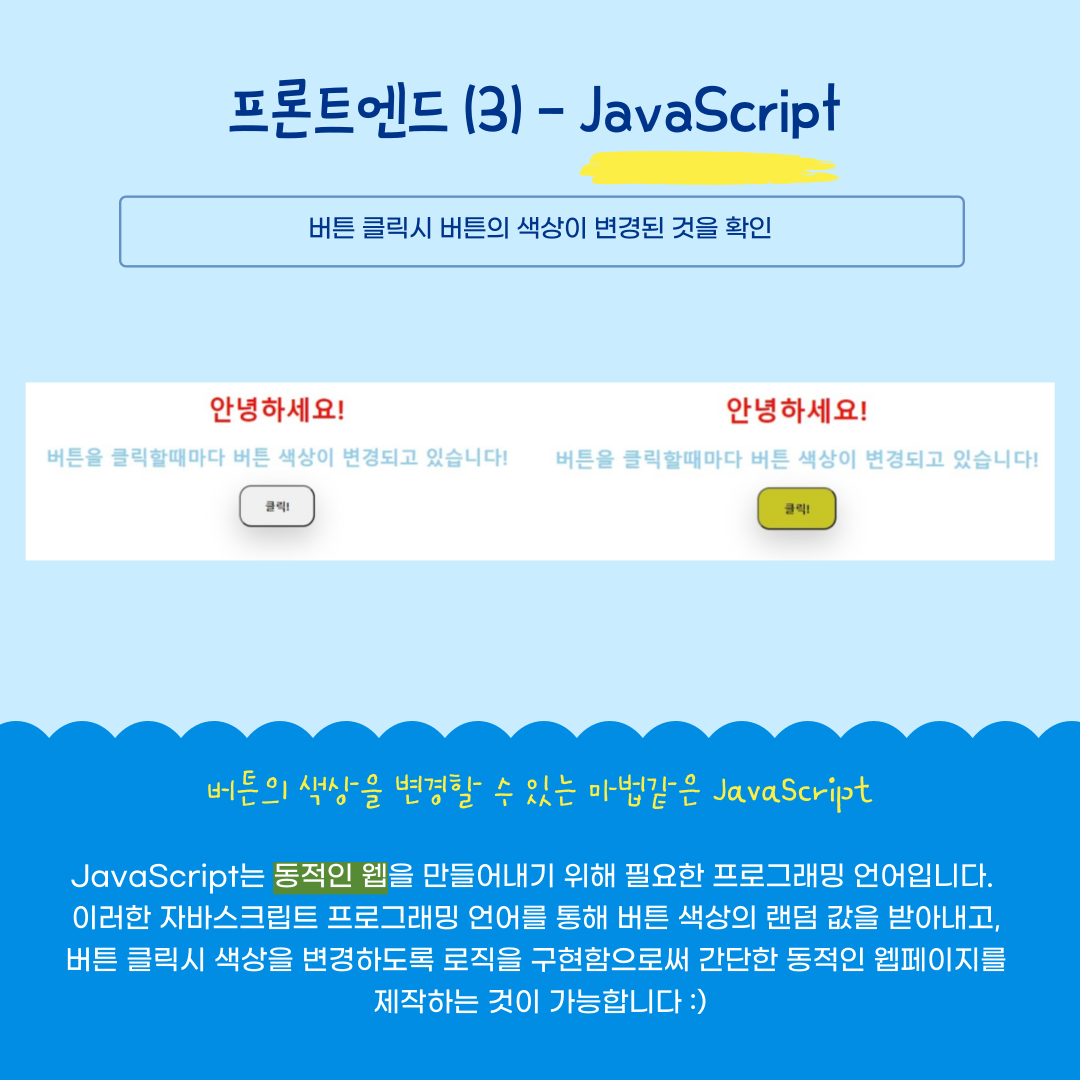 프론트엔드 (3) - JavaScript
버튼 클릭시 버튼의 색상이 변경된 것을 확인
안녕하세요!
버튼을 클릭할때마다 버튼 색상이 변경되고 있습니다!
클릭!
안녕하세요!
버튼을 클릭할때마다 버튼 색상이 변경되고 있습니다!
클릭!
버튼의 색상을 변경할 수 있는 마법같은 JavaScript
JavaScript는 동적인 웹을 만들어내기 위해 필요한 프로그래밍 언어입니다.
이러한 자바스크립트 프로그래밍 언어를 통해 버튼 색상의 랜덤 값을 받아내고,
버튼 클릭시 색상을 변경하도록 로직을 구현함으로써 간단한 동적인 웹페이지를
제작하는 것이 가능합니다 :)